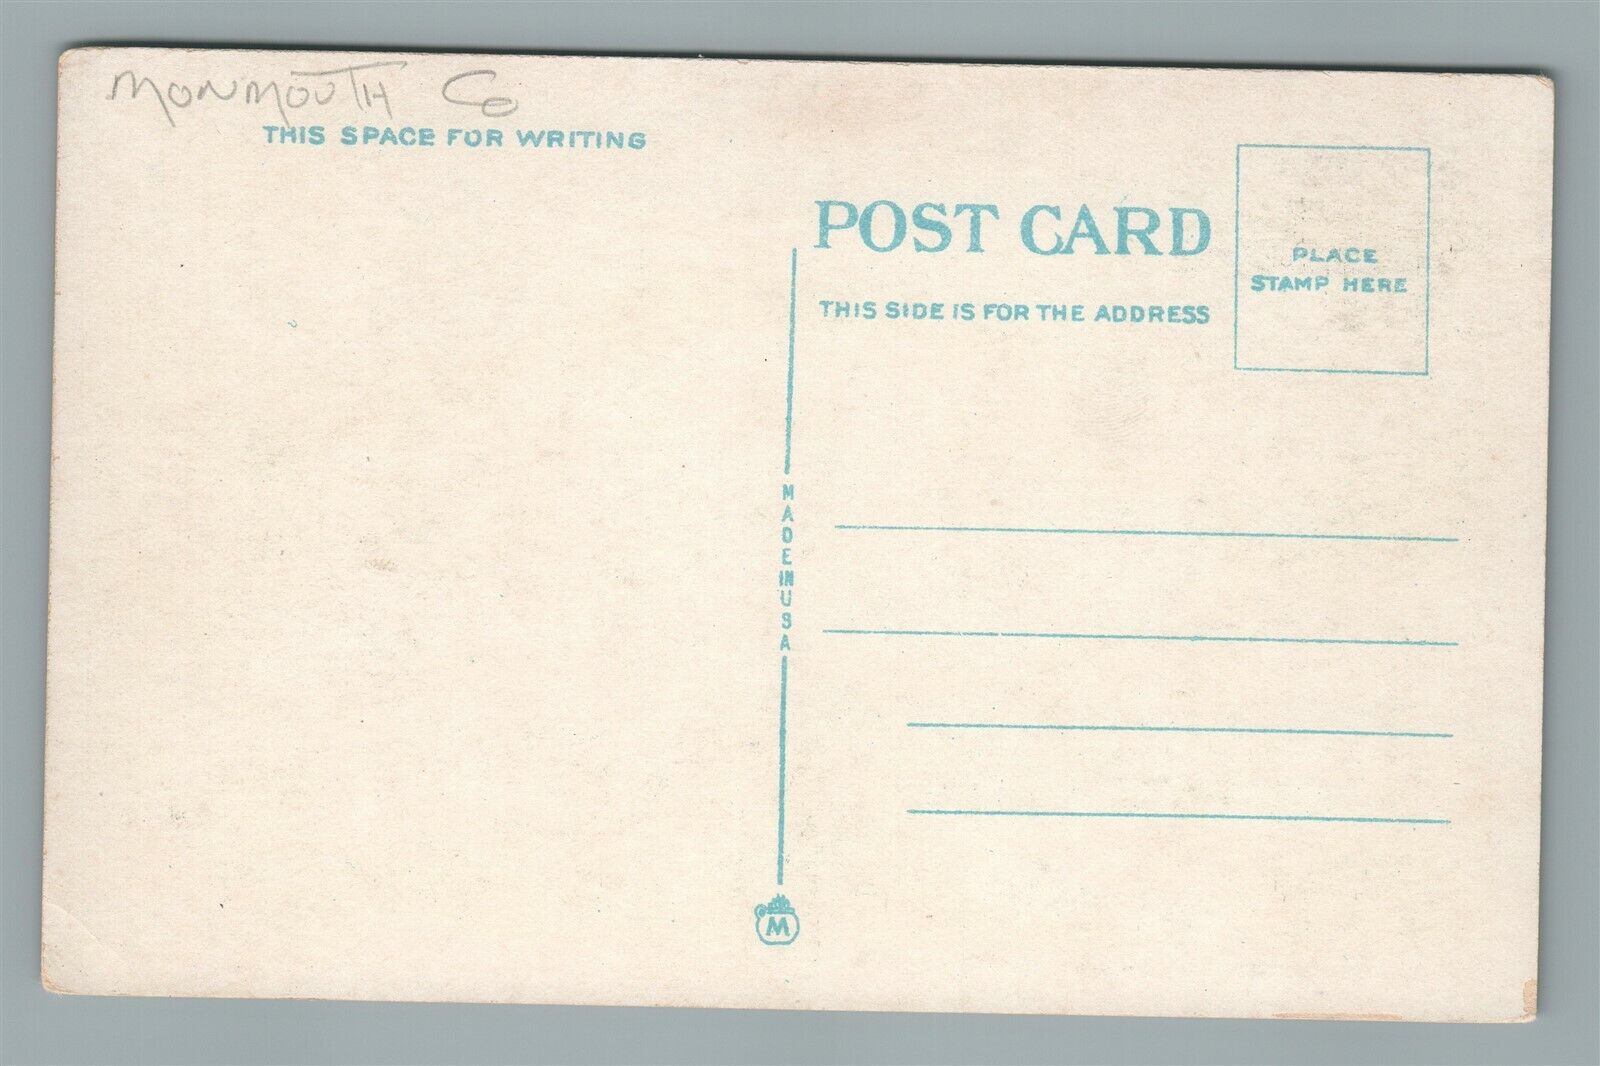 MONMOUTH Co
THIS SPACE FOR WRITING
POST CARD
THIS SIDE IS FOR THE ADDRESS
PLACE
STAMP HERE
MADE IN USA
M